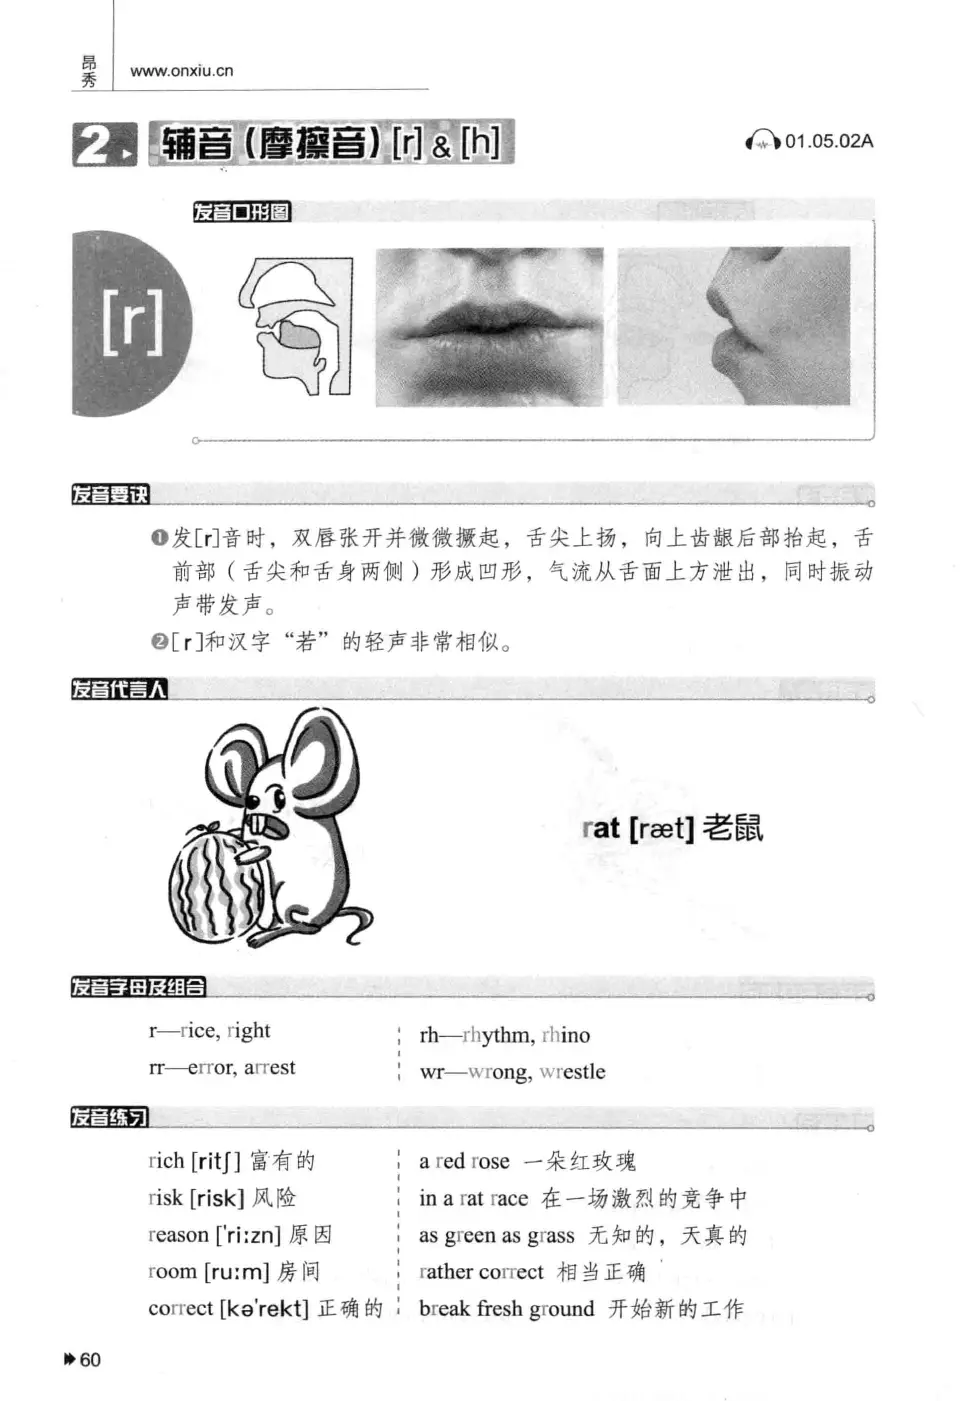 昂秀
www.onxiu.cn
2 辅音(摩擦音)[r]&[h]
01.05.02A
发音口形图
[r]
发音要诀
❶发[r]音时，双唇张开并微微撅起，舌尖上扬，向上齿龈后部抬起，舌
前部（舌尖和舌身两侧）形成凹形，气流从舌面上方泄出，同时振动
声带发声。
❷[r]和汉字“若”的轻声非常相似。
发音代言人
rat [ræt] 老鼠
发音字母及组合
r—rice, right
rr—error, arrest
rh—rhythm, rhino
wr—wrong, wrestle
发音练习
rich [ritʃ] 富有的
risk [risk] 风险
reason ['ri:zn] 原因
room [ru:m] 房间
correct [kə'rekt] 正确的
a red rose 一朵红玫瑰
in a rat race 在一场激烈的竞争中
as green as grass 无知的，天真的
rather correct 相当正确
break fresh ground 开始新的工作
60